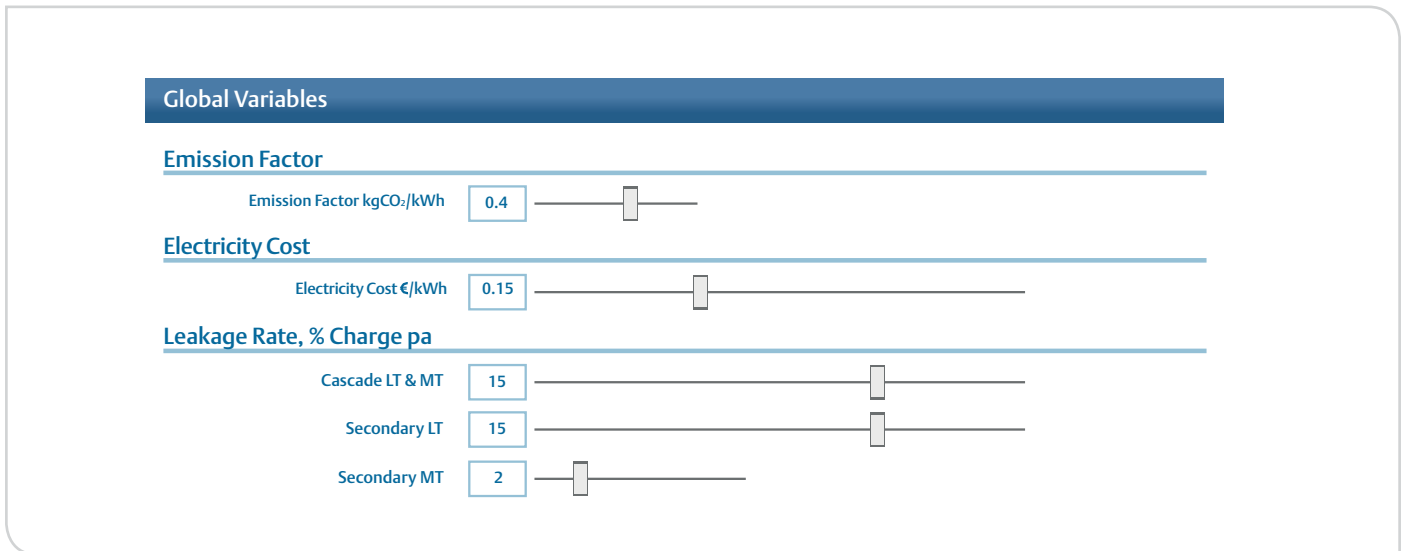 Global Variables
Emission Factor
Emission Factor kgCO₂/kWh 0.4
Electricity Cost
Electricity Cost €/kWh 0.15
Leakage Rate, % Charge pa
Cascade LT & MT 15
Secondary LT 15
Secondary MT 2